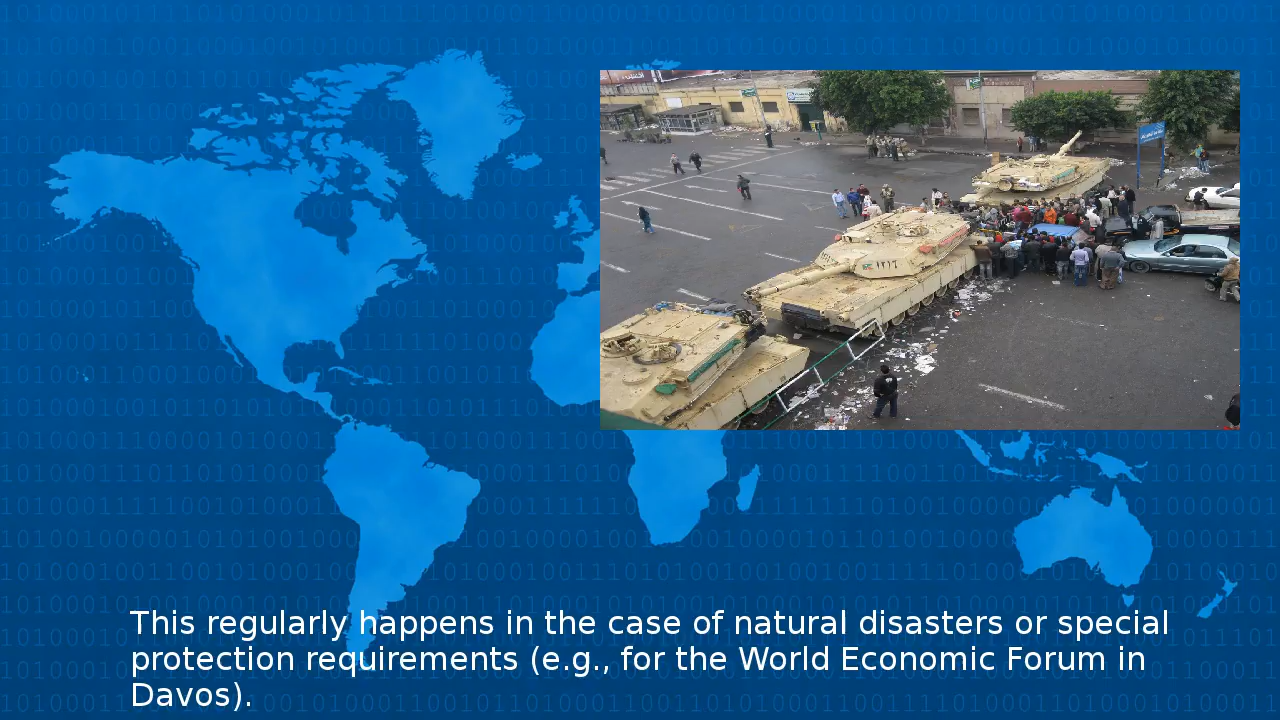 ١٣١٦
This regularly happens in the case of natural disasters or special
protection requirements (e.g., for the World Economic Forum in
Davos).